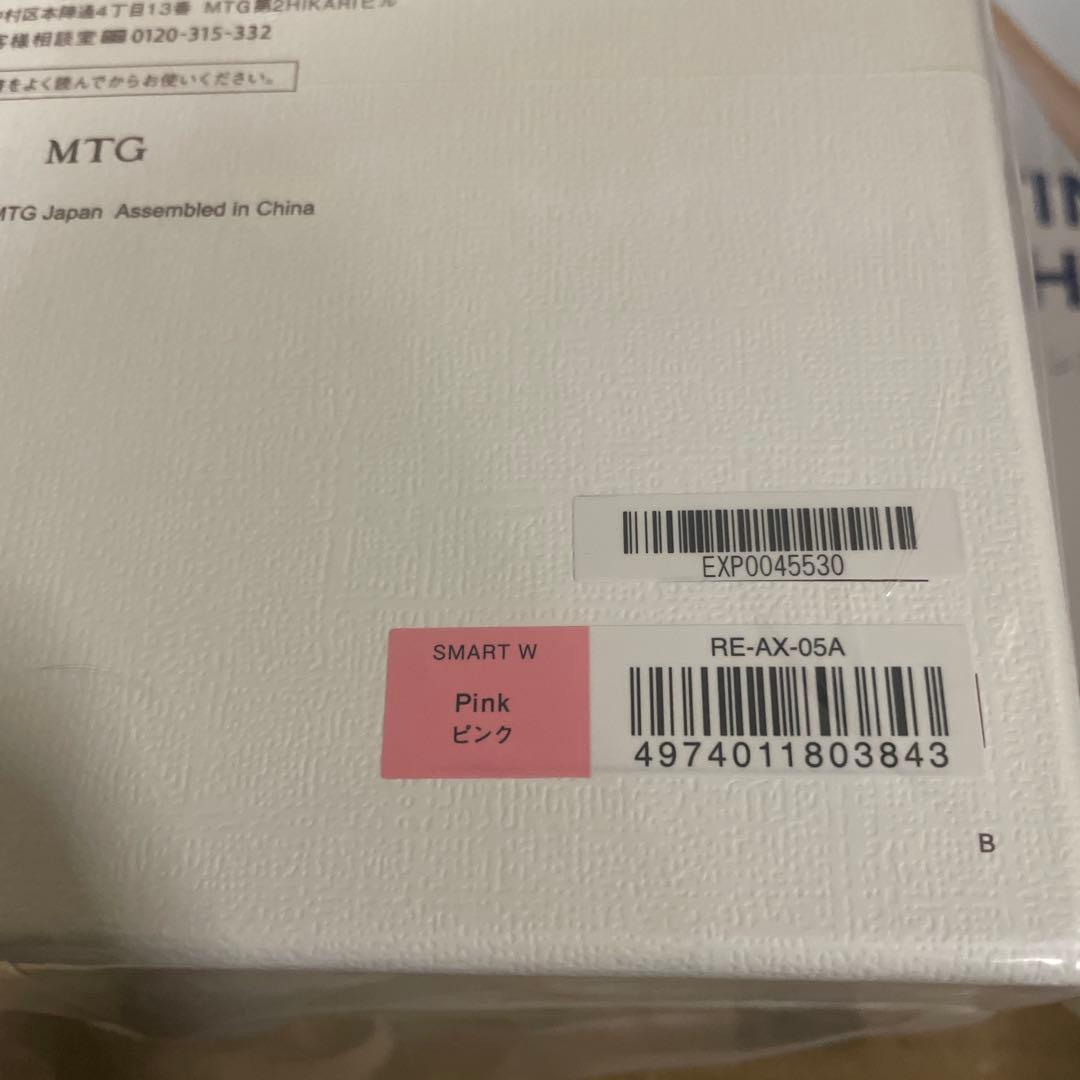 村区本陣通4丁目13番 MTG第2HIKARIビル
客様相談室 0120-315-332
書をよく読んでからお使いください。
MTG
MTG Japan Assembled in China
EXP0045530
SMART W
Pink
ピンク
RE-AX-05A
4974011803843
B